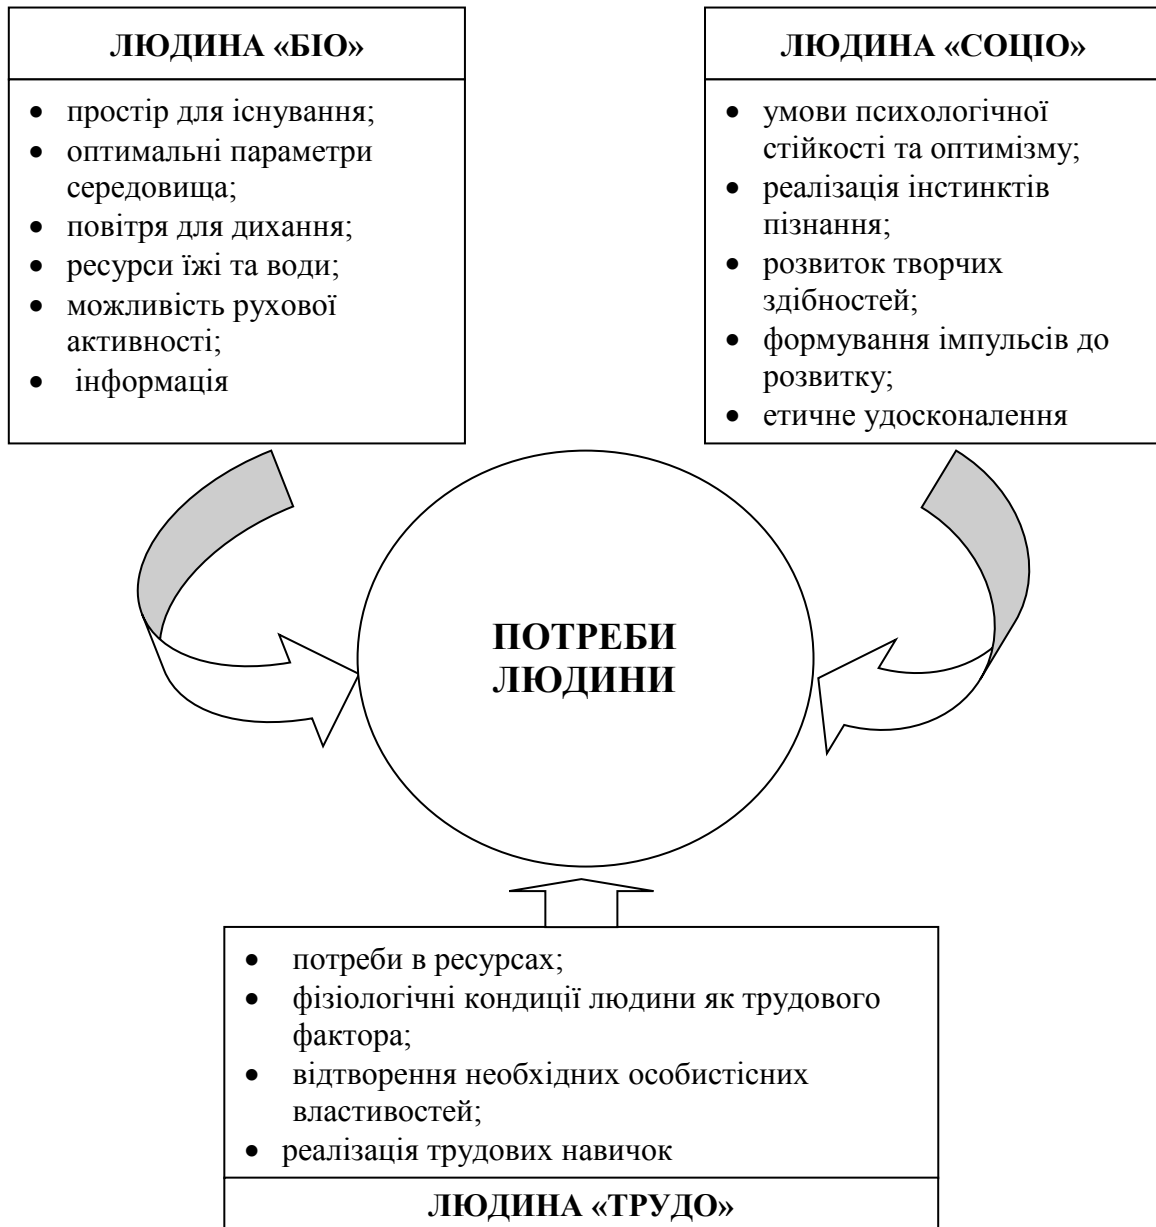 ЛЮДИНА «БІО»
• простір для існування;
• оптимальні параметри
середовища;
• повітря для дихання;
• ресурси їжі та води;
• можливість рухової
активності;
• інформація
ЛЮДИНА «СОЦІО»
• умови психологічної
стійкості та оптимізму;
• реалізація інстинктів
пізнання;
• розвиток творчих
здібностей;
• формування імпульсів до
розвитку;
• етичне удосконалення
ПОТРЕБИ
ЛЮДИНИ
• потреби в ресурсах;
• фізіологічні кондиції людини як трудового
фактора;
• відтворення необхідних особистісних
властивостей;
• реалізація трудових навичок
ЛЮДИНА «ТРУДО»